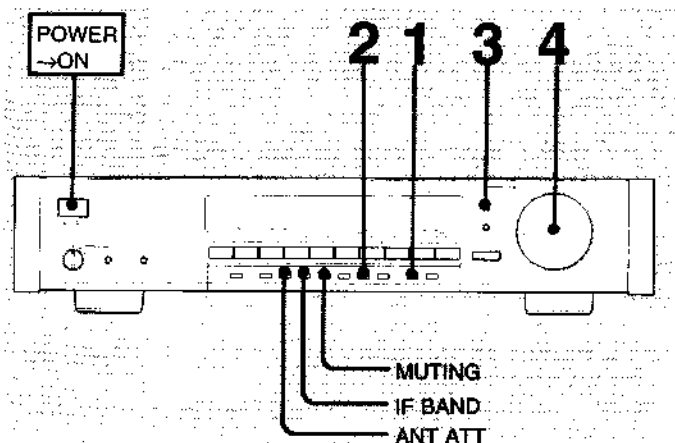 POWER
→ON
2 1 3 4
MUTING
IF BAND
ANT ATT